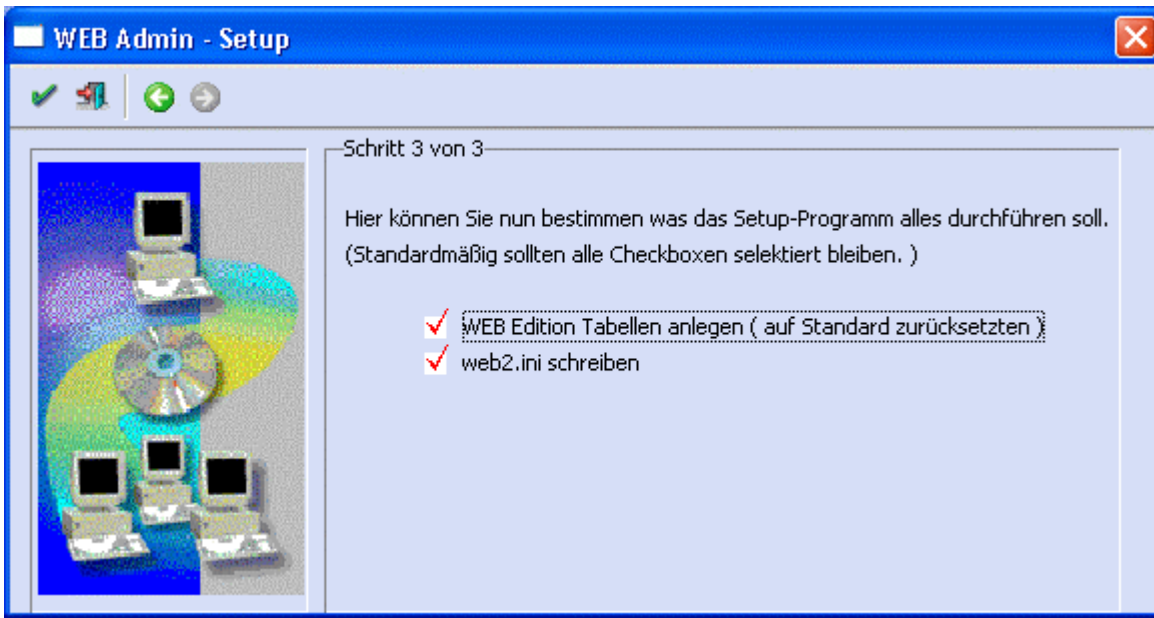 WEB Admin - Setup
Schritt 3 von 3
Hier können Sie nun bestimmen was das Setup-Programm alles durchführen soll.
(Standardmäßig sollten alle Checkboxen selektiert bleiben. )
WEB Edition Tabellen anlegen ( auf Standard zurücksetzten )
web2.ini schreiben